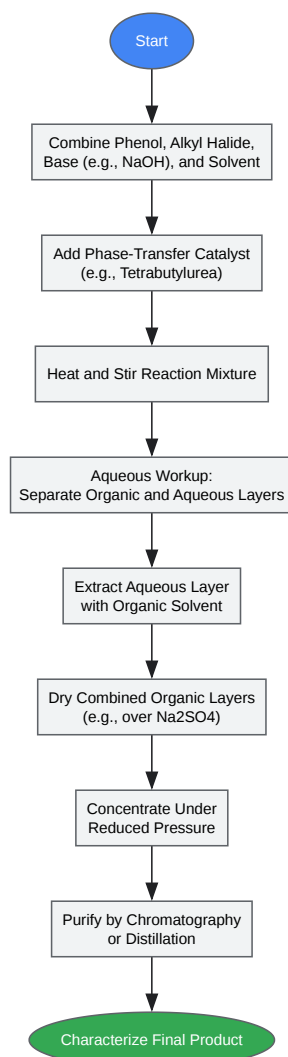 Start
Combine Phenol, Alkyl Halide,
Base (e.g., NaOH), and Solvent
Add Phase-Transfer Catalyst
(e.g., Tetrabutylurea)
Heat and Stir Reaction Mixture
Aqueous Workup:
Separate Organic and Aqueous Layers
Extract Aqueous Layer
with Organic Solvent
Dry Combined Organic Layers
(e.g., over Na2SO4)
Concentrate Under
Reduced Pressure
Purify by Chromatography
or Distillation
Characterize Final Product